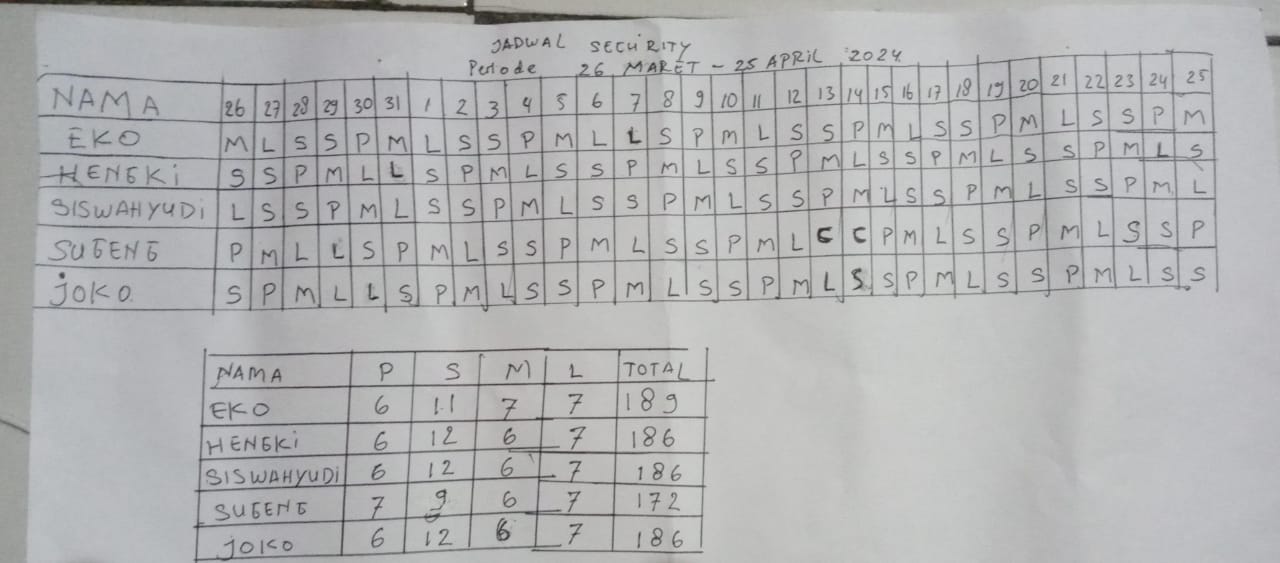 JADWAL SECURITY
Periode 26 MARET - 25 APRIL 2024
NAMA 26 27 28 29 30 31 1 2 3 4 5 6 7 8 9 10 11 12 13 14 15 16 17 18 19 20 21 22 23 24 25
EKO M L S S P M L S S P M L L S P M L S S P M L S S P M L S S P M
HENGKI S S P M L L S P M L S S P M L S S P M L S S P M L S S P M L S
SISWAHYUDI L S S P M L S S P M L S S P M L S S P M L S S P M L S S P M L
SUGENG P M L L S P M L S S P M L S S P M L C C P M L S S P M L S S P
JOKO S P M L L S P M L S S P M L S S P M L S S P M L S S P M L S S
NAMA P S M L TOTAL
EKO 6 11 7 7 189
HENGKI 6 12 6 7 186
SISWAHYUDI 6 12 6 7 186
SUGENG 7 9 6 7 172
JOKO 6 12 6 7 186